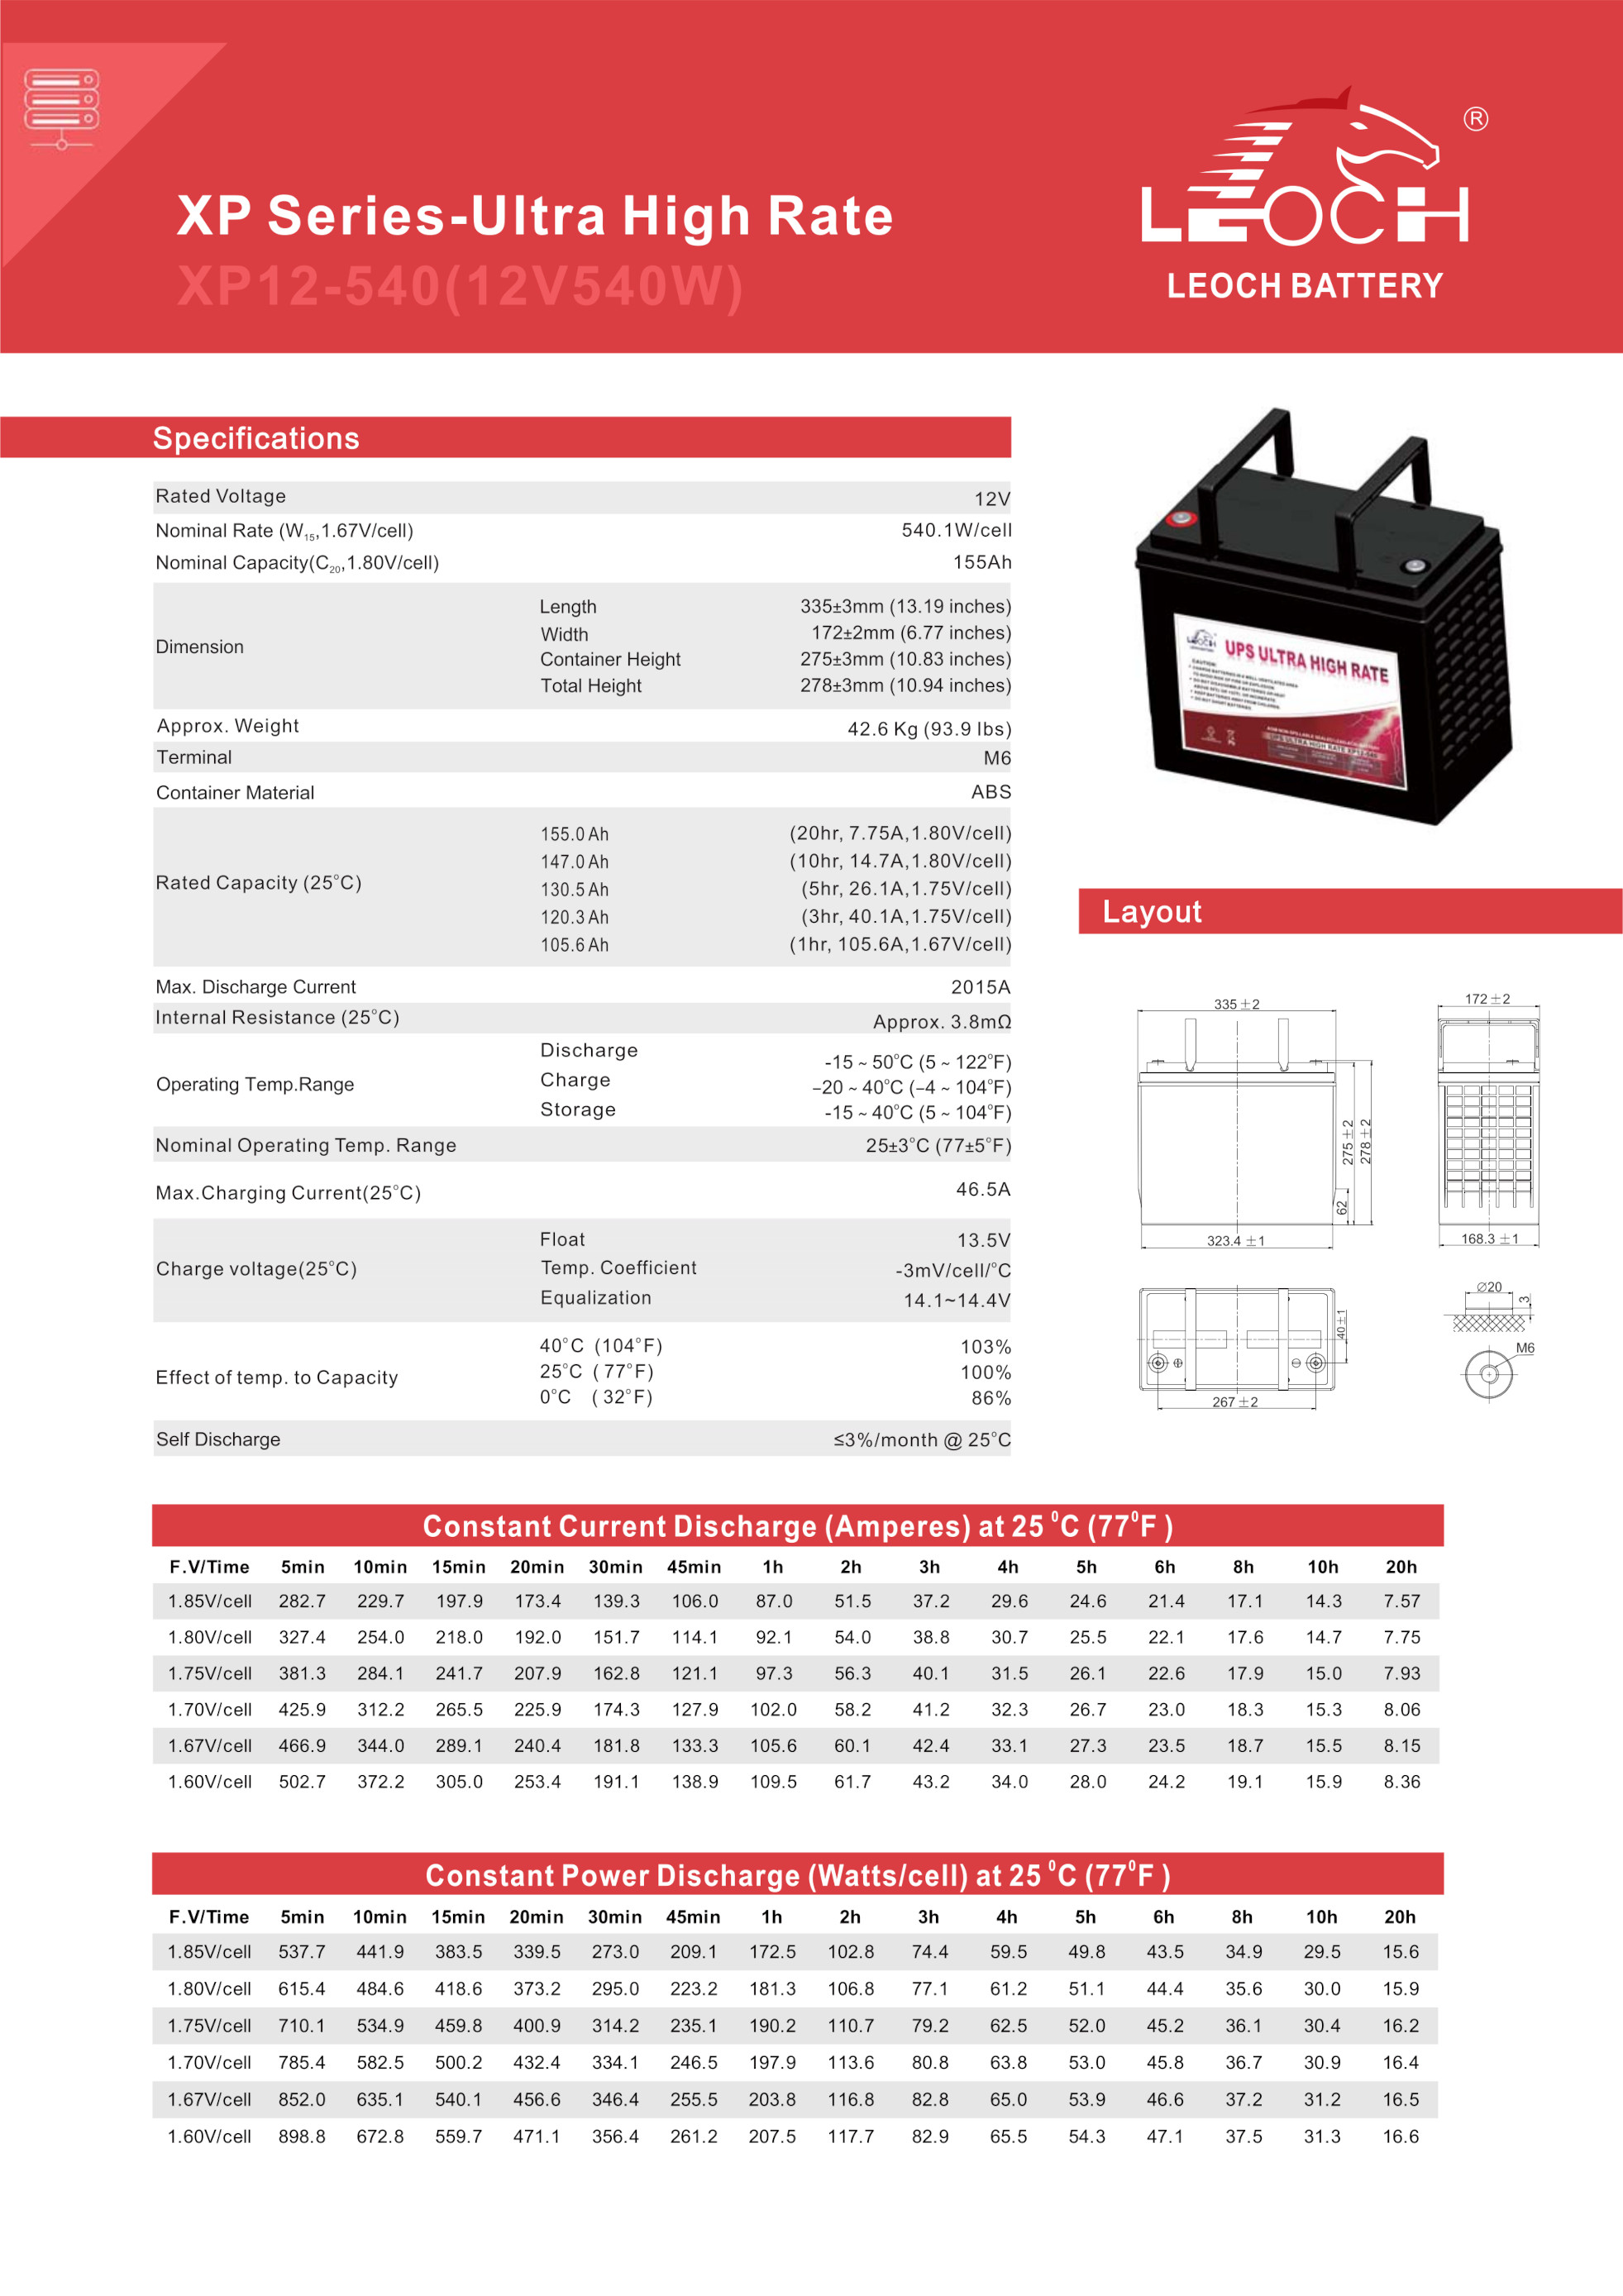 XP Series-Ultra High Rate
XP12-540(12V540W)
®
LEOCH
LEOCH BATTERY
Specifications
Rated Voltage 12V
Nominal Rate (W15,1.67V/cell) 540.1W/cell
Nominal Capacity(C20,1.80V/cell) 155Ah
Dimension
Length 335±3mm (13.19 inches)
Width 172±2mm (6.77 inches)
Container Height 275±3mm (10.83 inches)
Total Height 278±3mm (10.94 inches)
Approx. Weight 42.6 Kg (93.9 lbs)
Terminal M6
Container Material ABS
Rated Capacity (25°C)
155.0 Ah (20hr, 7.75A,1.80V/cell)
147.0 Ah (10hr, 14.7A,1.80V/cell)
130.5 Ah (5hr, 26.1A,1.75V/cell)
120.3 Ah (3hr, 40.1A,1.75V/cell)
105.6 Ah (1hr, 105.6A,1.67V/cell)
Max. Discharge Current 2015A
Internal Resistance (25°C) Approx. 3.8mΩ
Operating Temp.Range
Discharge -15 ~ 50°C (5 ~ 122°F)
Charge –20 ~ 40°C (–4 ~ 104°F)
Storage -15 ~ 40°C (5 ~ 104°F)
Nominal Operating Temp. Range 25±3°C (77±5°F)
Max.Charging Current(25°C) 46.5A
Charge voltage(25°C)
Float 13.5V
Temp. Coefficient -3mV/cell/°C
Equalization 14.1~14.4V
Effect of temp. to Capacity
40°C (104°F) 103%
25°C ( 77°F) 100%
0°C ( 32°F) 86%
Self Discharge ≤3%/month @ 25°C
LEOCH
UPS ULTRA HIGH RATE
CAUTION:
UPS ULTRA HIGH RATE XP12-540
Layout
335±2
172±2
275±2
278±2
62
323.4 ±1
168.3 ±1
40±1
267±2
Ø20
3
M6
Constant Current Discharge (Amperes) at 25 ⁰C (77⁰F )
F.V/Time 5min 10min 15min 20min 30min 45min 1h 2h 3h 4h 5h 6h 8h 10h 20h
1.85V/cell 282.7 229.7 197.9 173.4 139.3 106.0 87.0 51.5 37.2 29.6 24.6 21.4 17.1 14.3 7.57
1.80V/cell 327.4 254.0 218.0 192.0 151.7 114.1 92.1 54.0 38.8 30.7 25.5 22.1 17.6 14.7 7.75
1.75V/cell 381.3 284.1 241.7 207.9 162.8 121.1 97.3 56.3 40.1 31.5 26.1 22.6 17.9 15.0 7.93
1.70V/cell 425.9 312.2 265.5 225.9 174.3 127.9 102.0 58.2 41.2 32.3 26.7 23.0 18.3 15.3 8.06
1.67V/cell 466.9 344.0 289.1 240.4 181.8 133.3 105.6 60.1 42.4 33.1 27.3 23.5 18.7 15.5 8.15
1.60V/cell 502.7 372.2 305.0 253.4 191.1 138.9 109.5 61.7 43.2 34.0 28.0 24.2 19.1 15.9 8.36
Constant Power Discharge (Watts/cell) at 25 ⁰C (77⁰F )
F.V/Time 5min 10min 15min 20min 30min 45min 1h 2h 3h 4h 5h 6h 8h 10h 20h
1.85V/cell 537.7 441.9 383.5 339.5 273.0 209.1 172.5 102.8 74.4 59.5 49.8 43.5 34.9 29.5 15.6
1.80V/cell 615.4 484.6 418.6 373.2 295.0 223.2 181.3 106.8 77.1 61.2 51.1 44.4 35.6 30.0 15.9
1.75V/cell 710.1 534.9 459.8 400.9 314.2 235.1 190.2 110.7 79.2 62.5 52.0 45.2 36.1 30.4 16.2
1.70V/cell 785.4 582.5 500.2 432.4 334.1 246.5 197.9 113.6 80.8 63.8 53.0 45.8 36.7 30.9 16.4
1.67V/cell 852.0 635.1 540.1 456.6 346.4 255.5 203.8 116.8 82.8 65.0 53.9 46.6 37.2 31.2 16.5
1.60V/cell 898.8 672.8 559.7 471.1 356.4 261.2 207.5 117.7 82.9 65.5 54.3 47.1 37.5 31.3 16.6